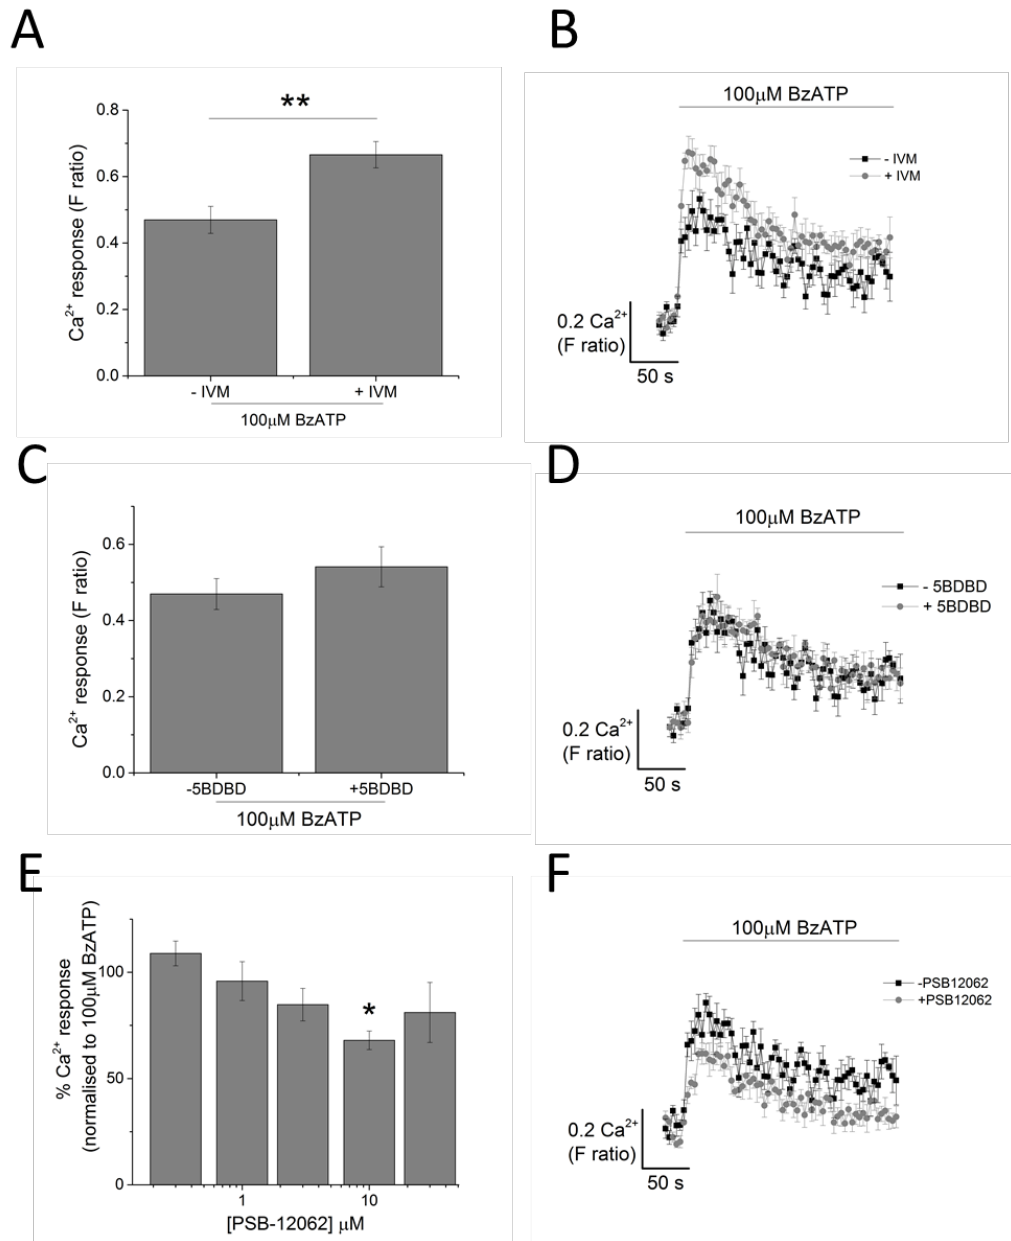 A
**
0.8
0.6
0.4
0.2
0.0
Ca²⁺ response (F ratio)
- IVM
+ IVM
100μM BzATP
B
100μM BzATP
- IVM
+ IVM
0.2 Ca²⁺
(F ratio)
50 s
C
0.6
0.4
0.2
0.0
Ca²⁺ response (F ratio)
-5BDBD
+5BDBD
100μM BzATP
D
100μM BzATP
- 5BDBD
+ 5BDBD
0.2 Ca²⁺
(F ratio)
50 s
E
% Ca²⁺ response
(normalised to 100μM BzATP)
100
50
0
*
1
10
[PSB-12062] μM
F
100μM BzATP
-PSB12062
+PSB12062
0.2 Ca²⁺
(F ratio)
50 s